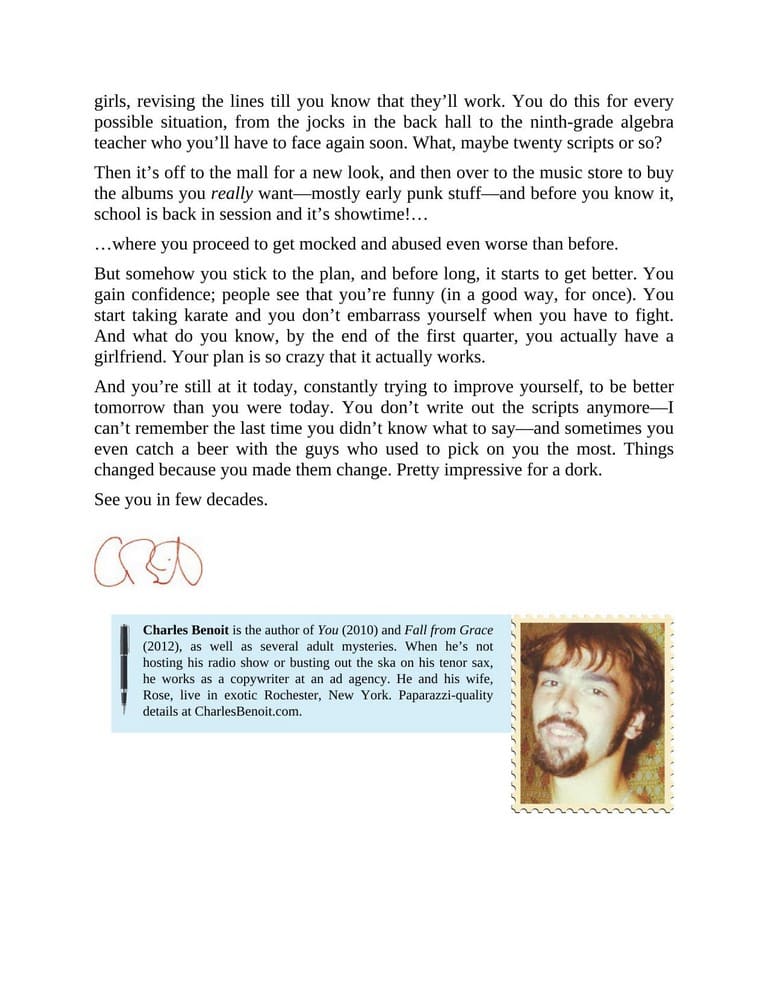 girls, revising the lines till you know that they’ll work. You do this for every
possible situation, from the jocks in the back hall to the ninth-grade algebra
teacher who you’ll have to face again soon. What, maybe twenty scripts or so?
Then it’s off to the mall for a new look, and then over to the music store to buy
the albums you really want—mostly early punk stuff—and before you know it,
school is back in session and it’s showtime!…
…where you proceed to get mocked and abused even worse than before.
But somehow you stick to the plan, and before long, it starts to get better. You
gain confidence; people see that you’re funny (in a good way, for once). You
start taking karate and you don’t embarrass yourself when you have to fight.
And what do you know, by the end of the first quarter, you actually have a
girlfriend. Your plan is so crazy that it actually works.
And you’re still at it today, constantly trying to improve yourself, to be better
tomorrow than you were today. You don’t write out the scripts anymore—I
can’t remember the last time you didn’t know what to say—and sometimes you
even catch a beer with the guys who used to pick on you the most. Things
changed because you made them change. Pretty impressive for a dork.
See you in few decades.
Charles Benoit is the author of You (2010) and Fall from Grace
(2012), as well as several adult mysteries. When he’s not
hosting his radio show or busting out the ska on his tenor sax,
he works as a copywriter at an ad agency. He and his wife,
Rose, live in exotic Rochester, New York. Paparazzi-quality
details at CharlesBenoit.com.